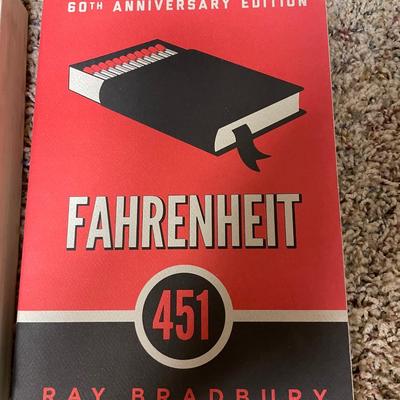 60TH ANNIVERSARY EDITION
FAHRENHEIT
451
RAY BRADBURY